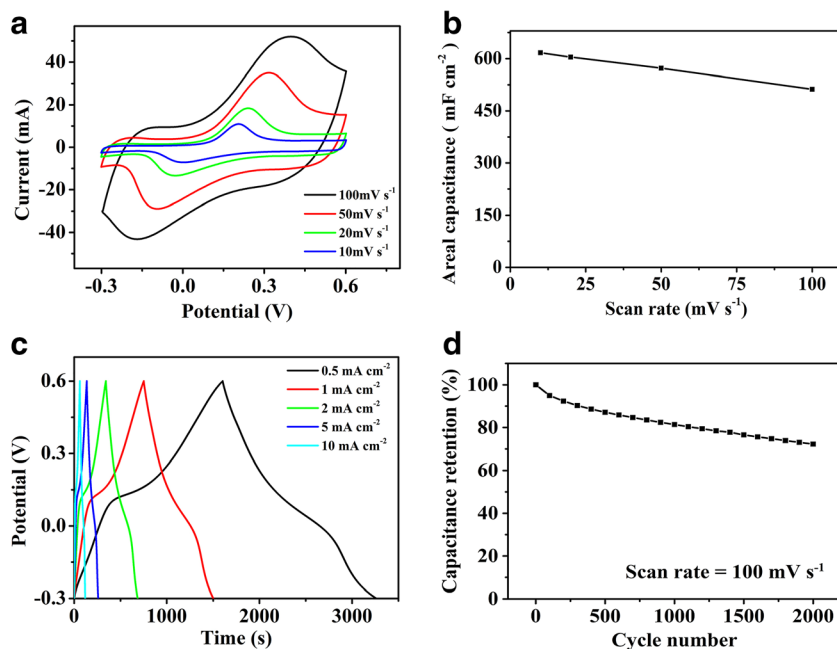 a
40
20
0
-20
-40
Current (mA)
100mV s⁻¹
50mV s⁻¹
20mV s⁻¹
10mV s⁻¹
-0.3
0.0
0.3
0.6
Potential (V)
b
600
450
300
150
0
Areal capacitance ( mF cm⁻²)
0
25
50
75
100
Scan rate (mV s⁻¹)
c
0.6
0.3
0.0
-0.3
Potential (V)
0.5 mA cm⁻²
1 mA cm⁻²
2 mA cm⁻²
5 mA cm⁻²
10 mA cm⁻²
0
1000
2000
3000
Time (s)
d
100
80
60
40
20
0
Capacitance retention (%)
Scan rate = 100 mV s⁻¹
0
500
1000
1500
2000
Cycle number